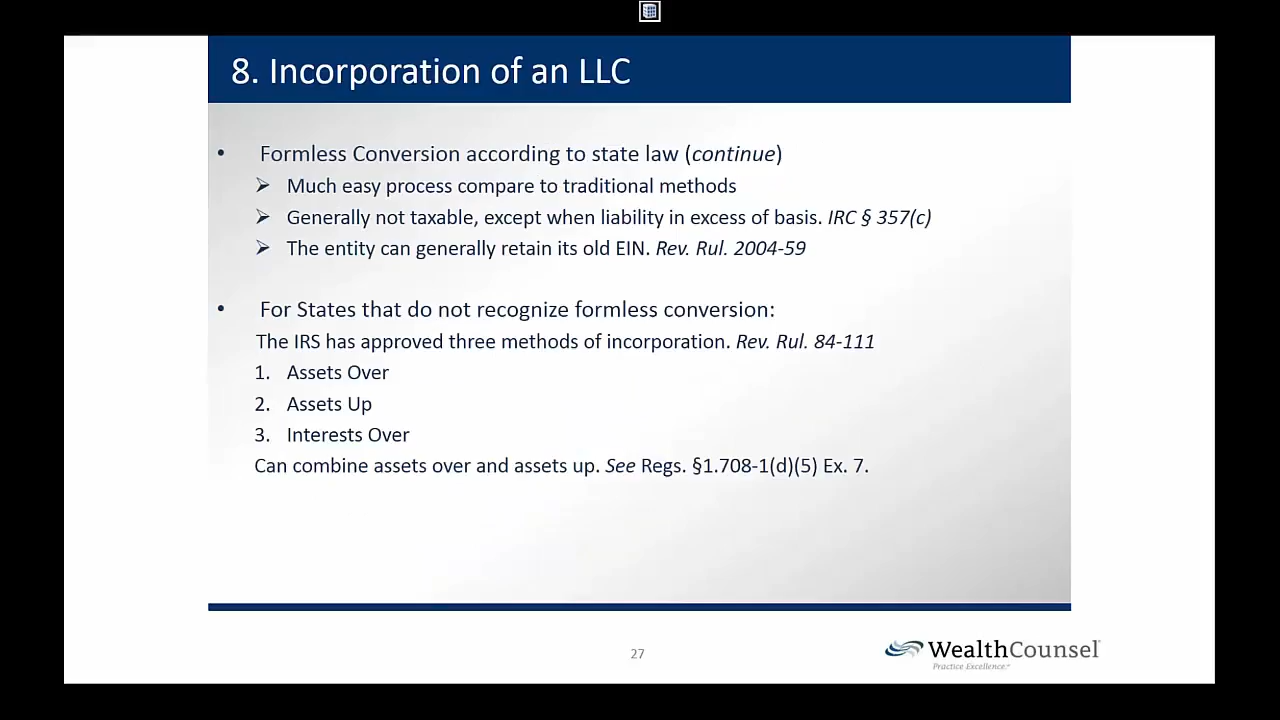 8. Incorporation of an LLC
• Formless Conversion according to state law (continue)
➢ Much easy process compare to traditional methods
➢ Generally not taxable, except when liability in excess of basis. IRC § 357(c)
➢ The entity can generally retain its old EIN. Rev. Rul. 2004-59
• For States that do not recognize formless conversion:
The IRS has approved three methods of incorporation. Rev. Rul. 84-111
1. Assets Over
2. Assets Up
3. Interests Over
Can combine assets over and assets up. See Regs. §1.708-1(d)(5) Ex. 7.
27
WealthCounsel
Practice Excellence.